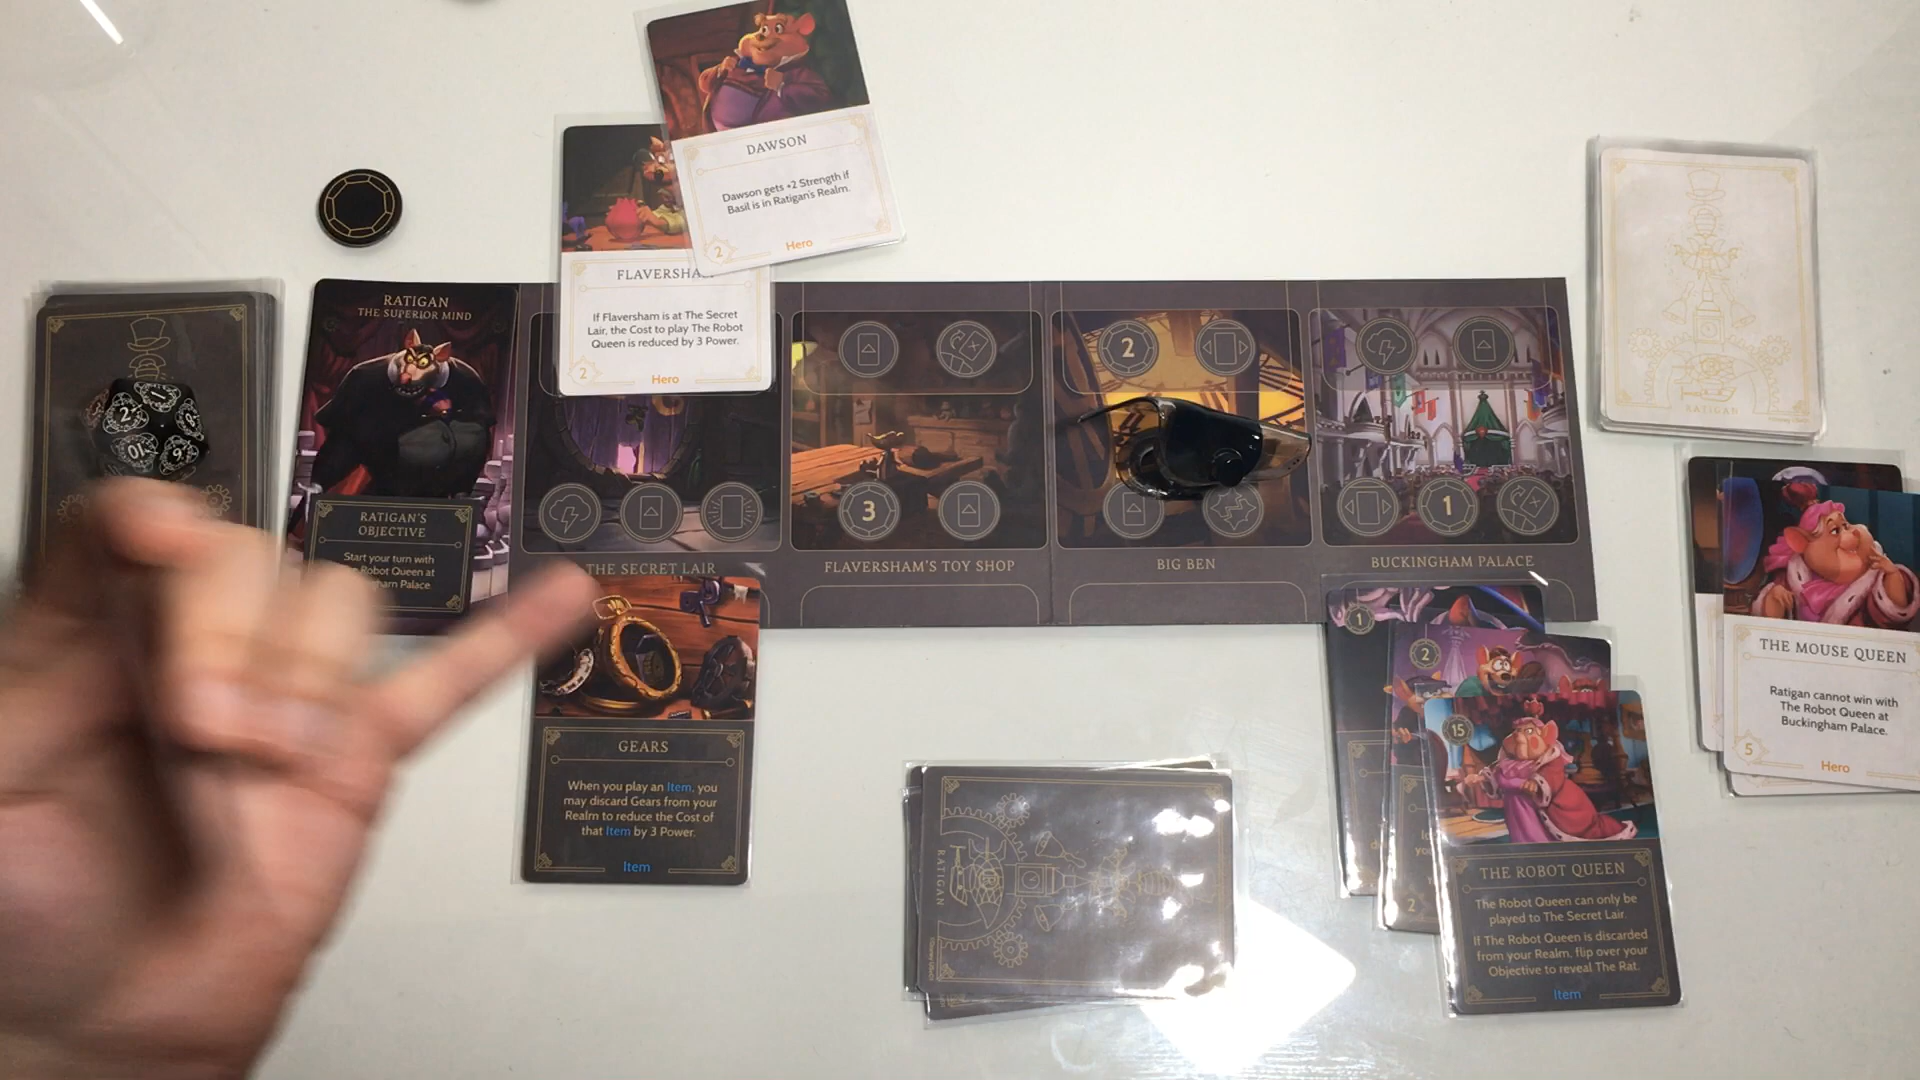 DAWSON
Dawson gets +2 Strength if
Basil is in Ratigan's Realm.
2
Hero
If Flaversham is at The Secret
Lair, the Cost to play The Robot
Queen is reduced by 3 Power.
2
Hero
RATIGAN
THE SUPERIOR MIND
RATIGAN'S
OBJECTIVE
Start your turn with
Robot Queen at
Palace.
2
1
10
THE SECRET LAIR
3
FLAVERSHAM'S TOY SHOP
2
BIG BEN
1
BUCKINGHAM PALACE
RATIGAN
THE MOUSE QUEEN
Ratigan cannot win with
The Robot Queen at
Buckingham Palace.
5
Hero
GEARS
When you play an Item, you
may discard Gears from your
Realm to reduce the Cost of
that Item by 3 Power.
Item
RATIGAN
1
2
2
15
THE ROBOT QUEEN
The Robot Queen can only be
played to The Secret Lair.
If The Robot Queen is discarded
from your Realm, flip over your
Objective to reveal The Rat.
Item